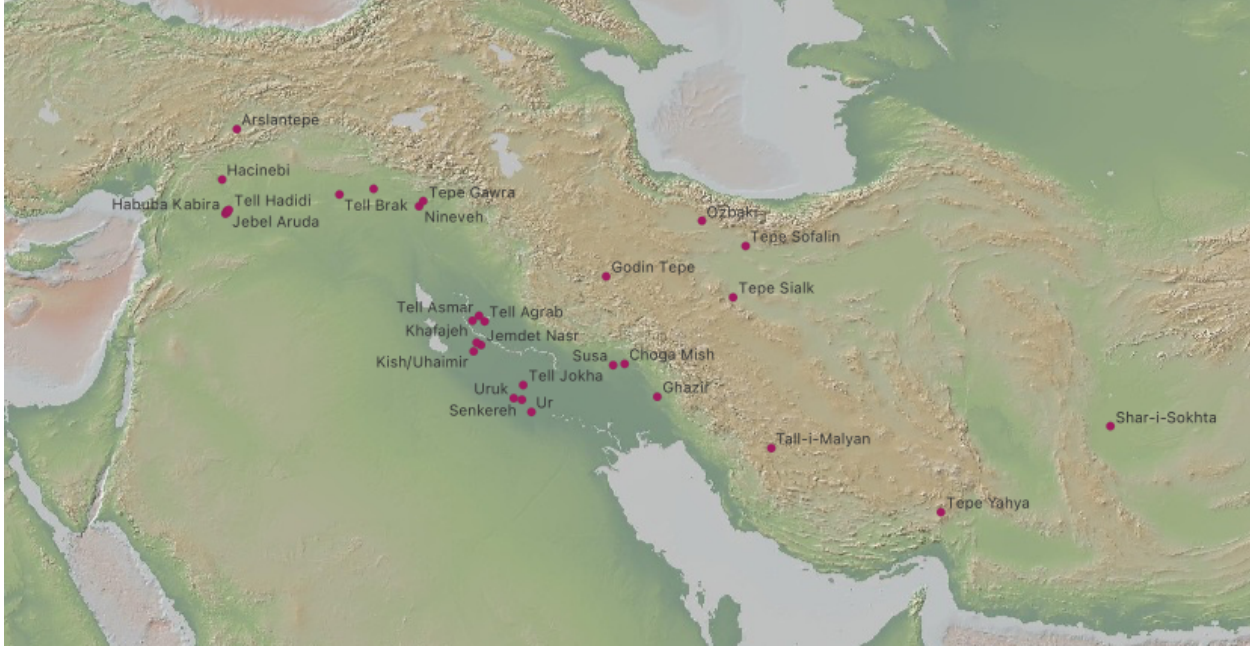 Arslantepe
Hacinebi
Tell Hadidi
Habuba Kabira
Jebel Aruda
Tell Brak
Tepe Gawra
Nineveh
Ozbaki
Tepe Sofalin
Godin Tepe
Tepe Sialk
Tell Asmar
Tell Agrab
Khafajeh
Jemdet Nasr
Kish/Uhaimir
Susa
Choga Mish
Tell Jokha
Uruk
Ghazir
Ur
Senkereh
Shar-i-Sokhta
Tall-i-Malyan
Tepe Yahya